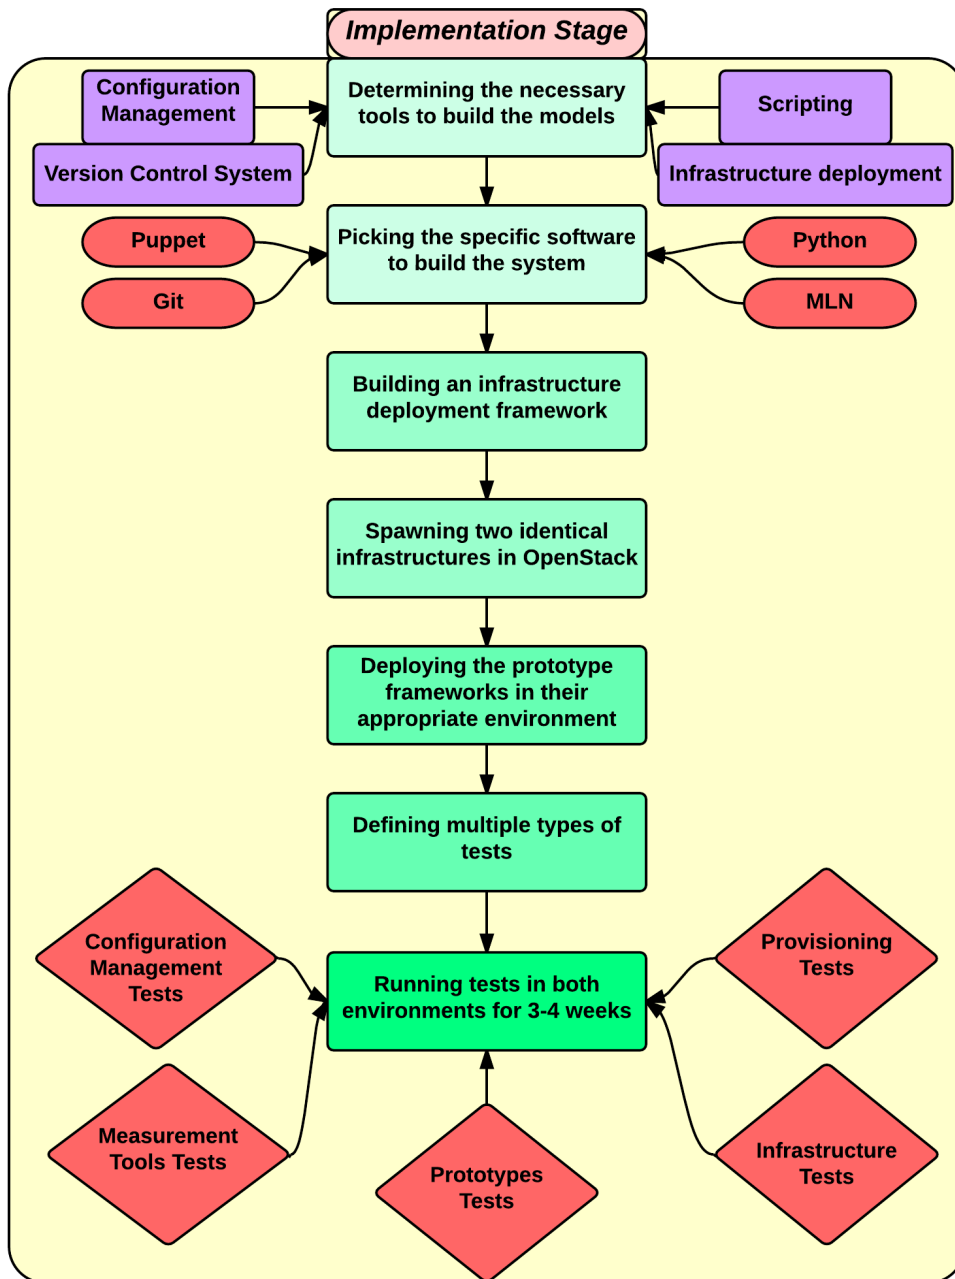 Implementation Stage
Configuration
Management
Determining the necessary
tools to build the models
Scripting
Version Control System
Infrastructure deployment
Puppet
Picking the specific software
to build the system
Python
Git
MLN
Building an infrastructure
deployment framework
Spawning two identical
infrastructures in OpenStack
Deploying the prototype
frameworks in their
appropriate environment
Defining multiple types of
tests
Configuration
Management
Tests
Running tests in both
environments for 3-4 weeks
Provisioning
Tests
Measurement
Tools Tests
Prototypes
Tests
Infrastructure
Tests